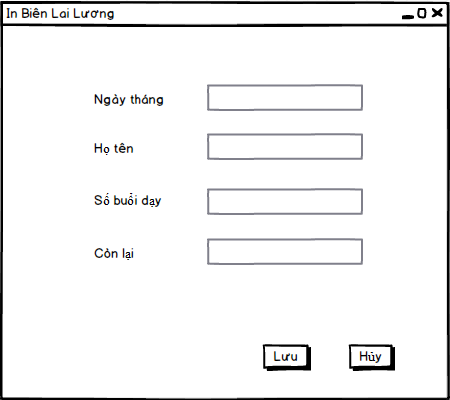 In Biên Lai Lương
Ngày tháng
Họ tên
Số buổi dạy
Còn lại
Lưu
Hủy